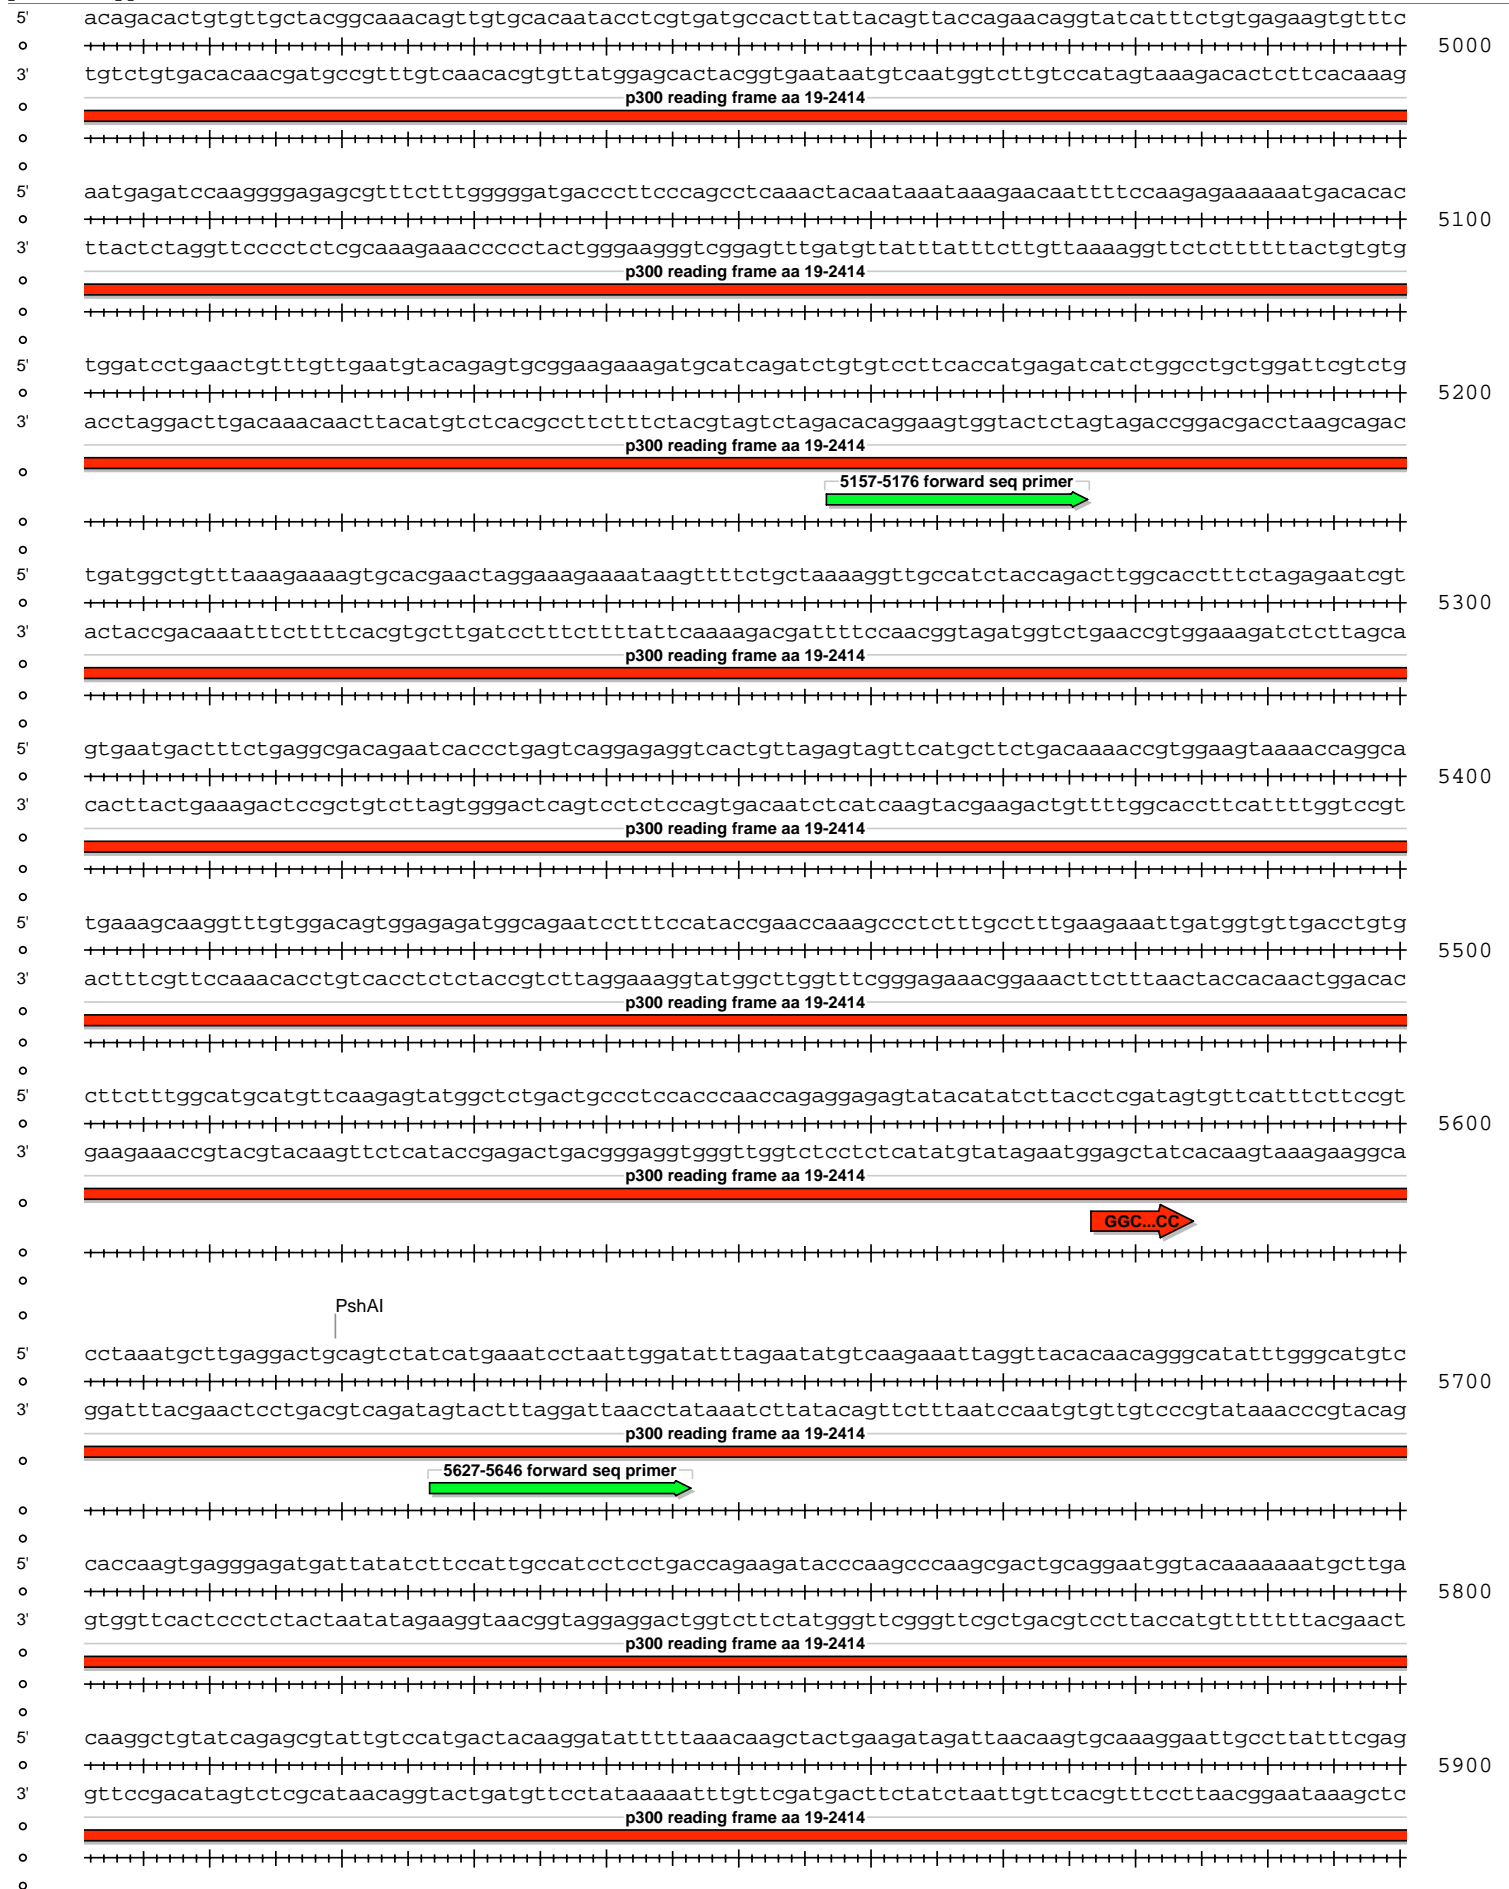 5' acagacactgtgttgctacggcaaacagttgtgcacaatacctcgtgatgccacttattacagttaccagaacaggtatcatttctgtgagaagtgtttc
5000
3' tgtctgtgacacaacgatgccgtttgtcaacacgtgttatggagcactacggtgaataatgtcaatggtcttgtccatagtaaagacactcttcacaaag
p300 reading frame aa 19-2414
5' aatgagatccaaggggagagcgtttctttgggggatgacccttcccagcctcaaactacaataaataaagaacaattttccaagagaaaaaatgacacac
5100
3' ttactctaggttcccctctcgcaaagaaaccccctactgggaagggtcggagtttgatgttatttatttcttgttaaaaggttctcttttttactgtgtg
p300 reading frame aa 19-2414
5' tggatcctgaactgtttgttgaatgtacagagtgcggaagaaagatgcatcagatctgtgtccttcaccatgagatcatctggcctgctggattcgtctg
5200
3' acctaggacttgacaaacaacttacatgtctcacgccttctttctacgtagtctagacacaggaagtggtactctagtagaccggacgacctaagcagac
p300 reading frame aa 19-2414
5157-5176 forward seq primer
5' tgatggctgtttaaagaaaagtgcacgaactaggaaagaaaataagttttctgctaaaaggttgccatctaccagacttggcacctttctagagaatcgt
5300
3' actaccgacaaatttcttttcacgtgcttgatcctttcttttattcaaaagacgattttccaacggtagatggtctgaaccgtggaaagatctcttagca
p300 reading frame aa 19-2414
5' gtgaatgactttctgaggcgacagaatcaccctgagtcaggagaggtcactgttagagtagttcatgcttctgacaaaaccgtggaagtaaaaccaggca
5400
3' cacttactgaaagactccgctgtcttagtgggactcagtcctctccagtgacaatctcatcaagtacgaagactgttttggcaccttcattttggtccgt
p300 reading frame aa 19-2414
5' tgaaagcaaggtttgtggacagtggagagatggcagaatcctttccataccgaaccaaagccctctttgcctttgaagaaattgatggtgttgacctgtg
5500
3' actttcgttccaaacacctgtcacctctctaccgtcttaggaaaggtatggcttggtttcgggagaaacggaaacttctttaactaccacaactggacac
p300 reading frame aa 19-2414
5' cttctttggcatgcatgttcaagagtatggctctgactgccctccacccaaccagaggagagtatacatatcttacctcgatagtgttcatttcttccgt
5600
3' gaagaaaccgtacgtacaagttctcataccgagactgacgggaggtgggttggtctcctctcatatgtatagaatggagctatcacaagtaaagaaggca
p300 reading frame aa 19-2414
GGC...CC
PshAI
5' cctaaatgcttgaggactgcagtctatcatgaaatcctaattggatatttagaatatgtcaagaaattaggttacacaacagggcatatttgggcatgtc
5700
3' ggatttacgaactcctgacgtcagatagtactttaggattaacctataaatcttatacagttctttaatccaatgtgttgtcccgtataaacccgtacag
p300 reading frame aa 19-2414
5627-5646 forward seq primer
5' caccaagtgagggagatgattatatcttccattgccatcctcctgaccagaagatacccaagcccaagcgactgcaggaatggtacaaaaaaatgcttga
5800
3' gtggttcactccctctactaatatagaaggtaacggtaggaggactggtcttctatgggttcgggttcgctgacgtccttaccatgtttttttacgaact
p300 reading frame aa 19-2414
5' caaggctgtatcagagcgtattgtccatgactacaaggatatttttaaacaagctactgaagatagattaacaagtgcaaaggaattgccttatttcgag
5900
3' gttccgacatagtctcgcataacaggtactgatgttcctataaaaatttgttcgatgacttctatctaattgttcacgtttccttaacggaataaagctc
p300 reading frame aa 19-2414